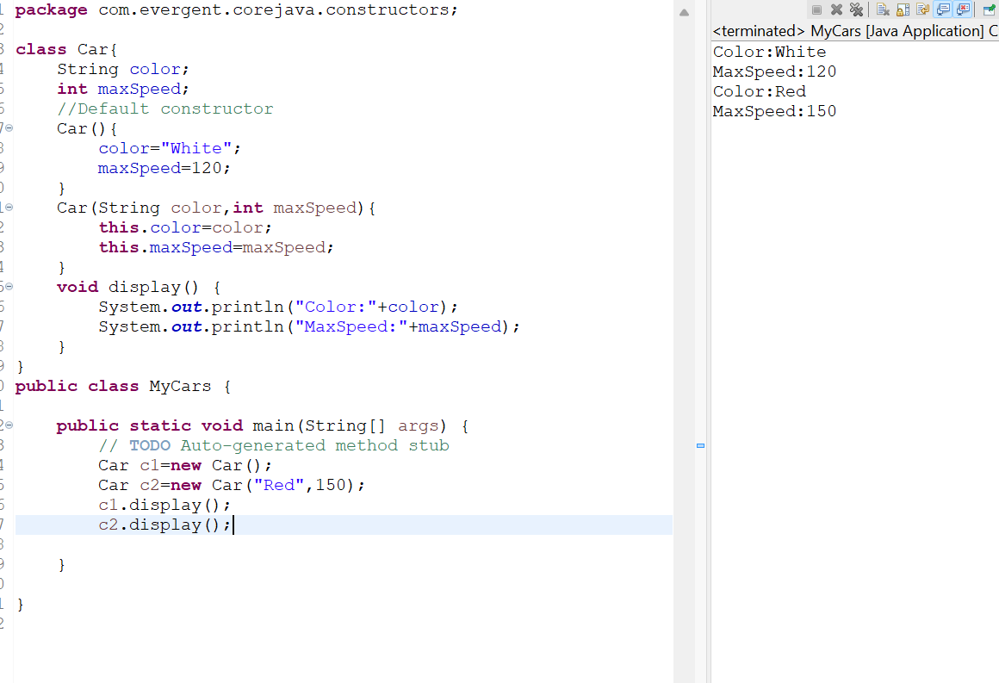 package com.evergent.corejava.constructors;
class Car{
String color;
int maxSpeed;
//Default constructor
Car(){
color="White";
maxSpeed=120;
}
Car(String color,int maxSpeed){
this.color=color;
this.maxSpeed=maxSpeed;
}
void display() {
System.out.println("Color:"+color);
System.out.println("MaxSpeed:"+maxSpeed);
}
}
public class MyCars {
public static void main(String[] args) {
// TODO Auto-generated method stub
Car c1=new Car();
Car c2=new Car("Red",150);
c1.display();
c2.display();
}
}
<terminated> MyCars [Java Application] C
Color:White
MaxSpeed:120
Color:Red
MaxSpeed:150